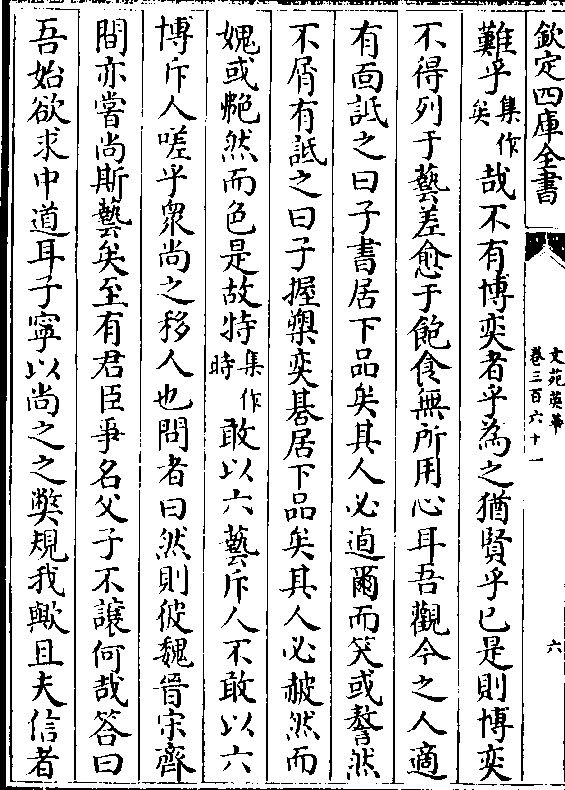 欽定四庫全書
文苑英華
卷三百六十一
六
難乎集作矣哉不有博奕者乎為之猶賢乎已是則博奕
不得列于藝差愈于飽食無所用心耳吾觀今之人適
有面詆之曰子書居下品矣其人必逌爾而笑或謷然
不屑有詆之曰子握槊奕碁居下品矣其人必赧然而
媿或艴然而色是故特集作時敢以六藝斥人不敢以六
博斥人嗟乎衆尚之移人也問者曰然則彼魏晉宋齊
間亦嘗尚斯藝矣至有君臣爭名父子不讓何哉答曰
吾始欲求中道耳子寧以尚之之弊規我歟且夫信者